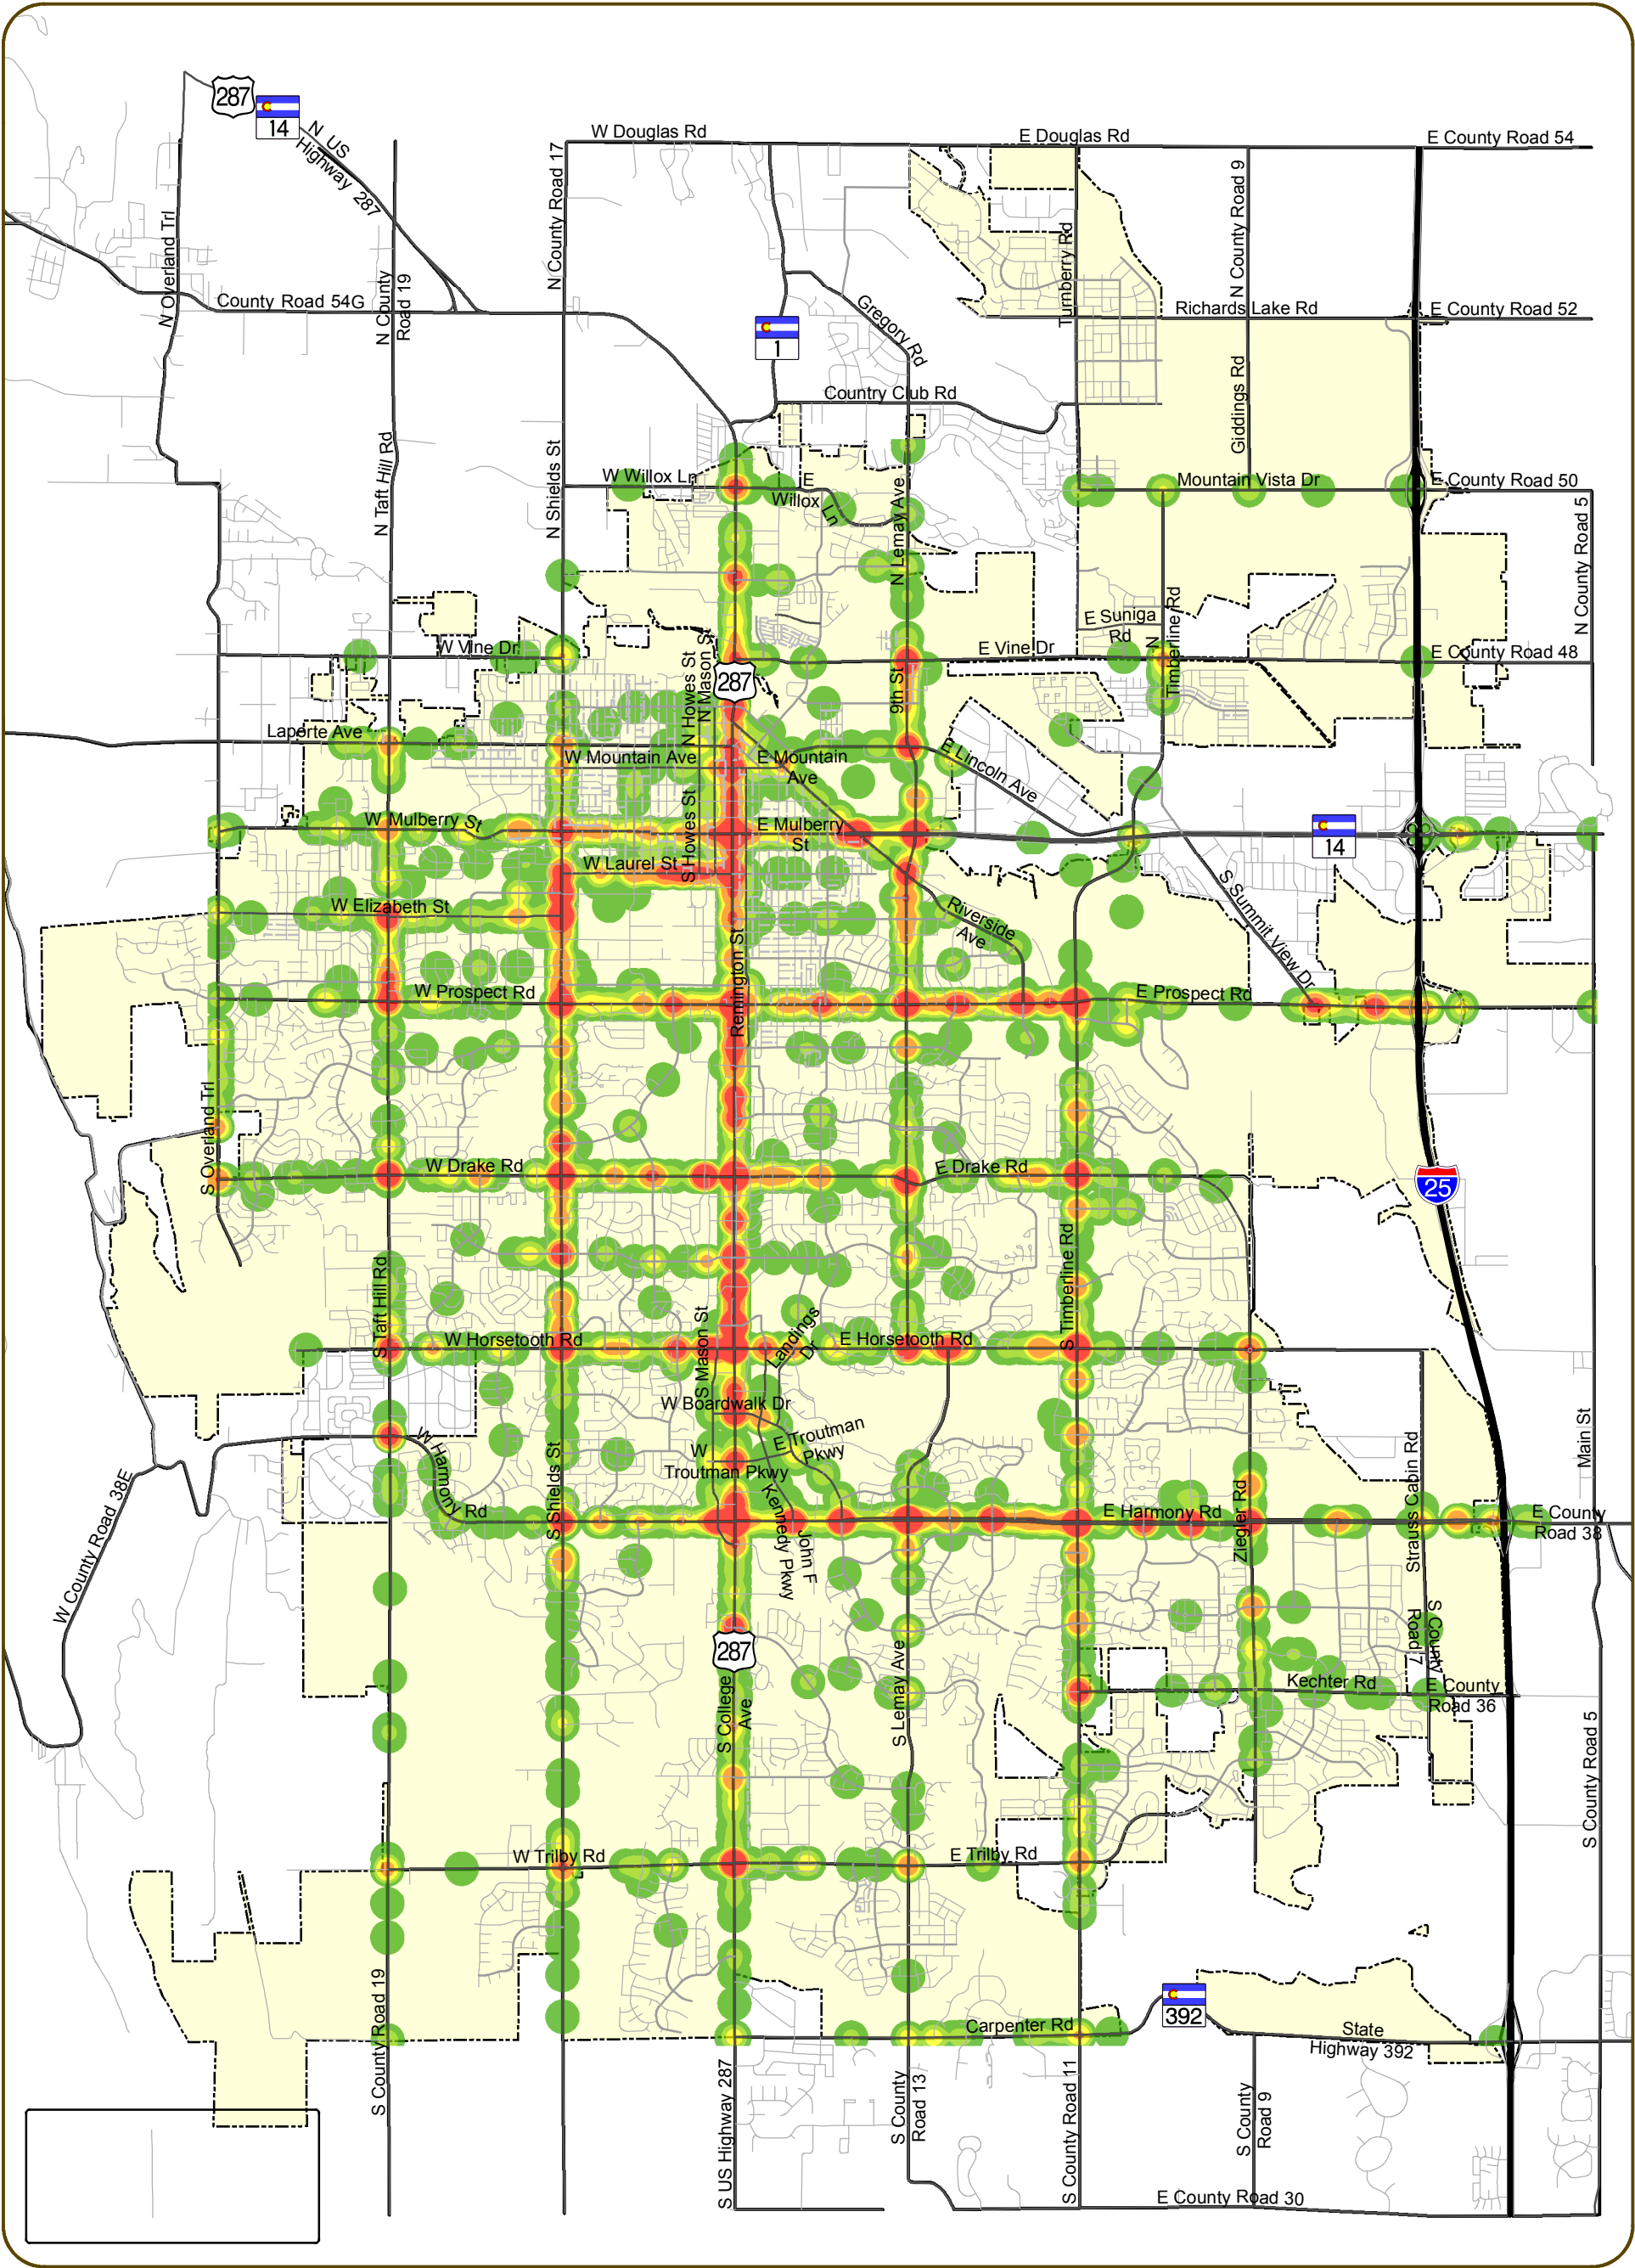 287
14
N US
Highway 287
W Douglas Rd
E Douglas Rd
E County Road 54
N County Road 17
N County Road 9
N Overland Trl
Turnberry Rd
N County
Road 19
County Road 54G
Gregory Rd
Richards Lake Rd
E County Road 52
1
Giddings Rd
Country Club Rd
N Taft Hill Rd
N Shields St
W Willox Ln
E
Willox
Ln
N Lemay Ave
Mountain Vista Dr
E County Road 50
N County Road 5
E Suniga
Rd
N
Timberline Rd
W Vine Dr
N Howes St
N Mason St
E Vine Dr
E County Road 48
287
9th St
Laporte Ave
W Mountain Ave
E Mountain
Ave
E Lincoln Ave
W Mulberry St
S Howes St
E Mulberry
St
14
W Laurel St
S Summit View Dr
W Elizabeth St
Riverside
Ave
Remington St
W Prospect Rd
E Prospect Rd
S Overland Trl
W Drake Rd
E Drake Rd
25
S Timberline Rd
S Taft Hill Rd
W Horsetooth Rd
S Mason St
Landings
Dr
E Horsetooth Rd
W Boardwalk Dr
W
Troutman Pkwy
E Troutman
Pkwy
Main St
W Harmony
Rd
S Shields St
John F
Kennedy Pkwy
E Harmony Rd
Ziegler Rd
Strauss Cabin Rd
E County
Road 38
W County Road 38E
287
S County
Road 7
S College
Ave
S Lemay Ave
Kechter Rd
E County
Road 36
S County Road 5
W Trilby Rd
E Trilby Rd
S County Road 19
392
Carpenter Rd
State
Highway 392
S US Highway 287
S County
Road 13
S County Road 11
S County
Road 9
E County Road 30